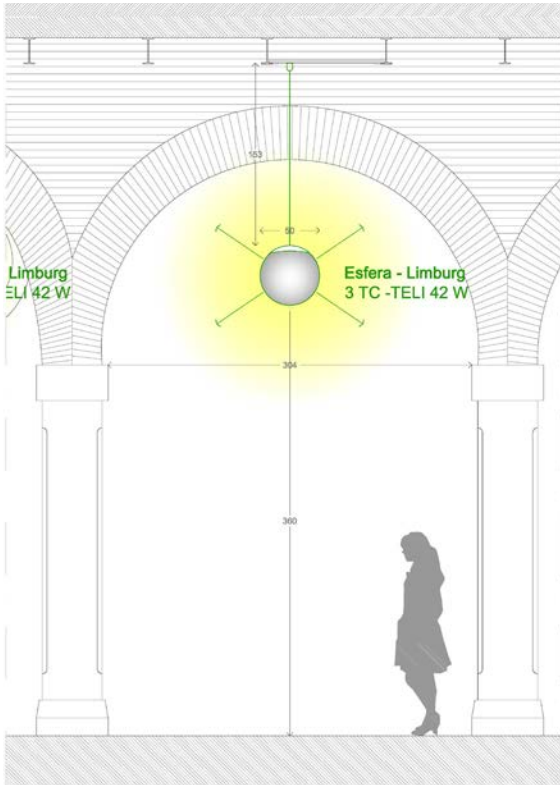 153
50
Limburg
ELI 42 W
Esfera - Limburg
3 TC -TELI 42 W
304
360